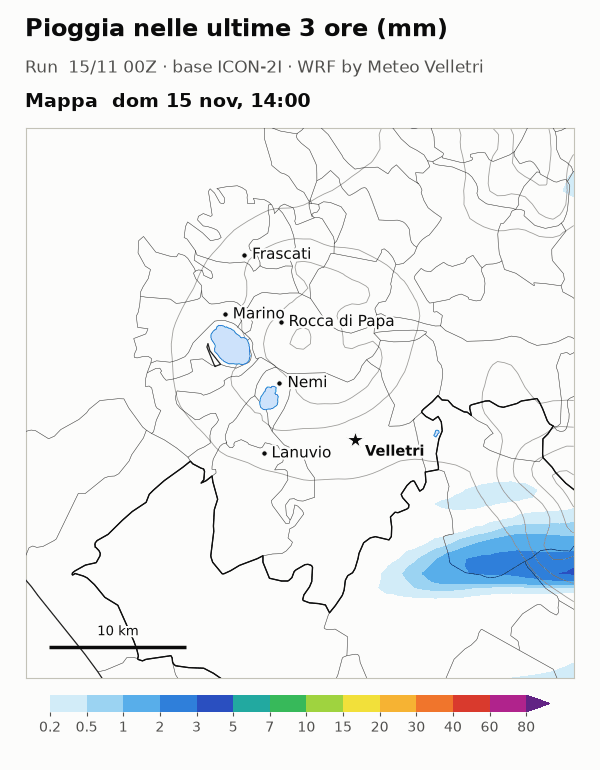 Pioggia nelle ultime 3 ore (mm)
Run  15/11 00Z · base ICON-2I · WRF by Meteo Velletri
Mappa  dom 15 nov, 14:00
Frascati
Marino
Rocca di Papa
Nemi
Velletri
Lanuvio
10 km
0.2 0.5 1 2 3 5 7 10 15 20 30 40 60 80